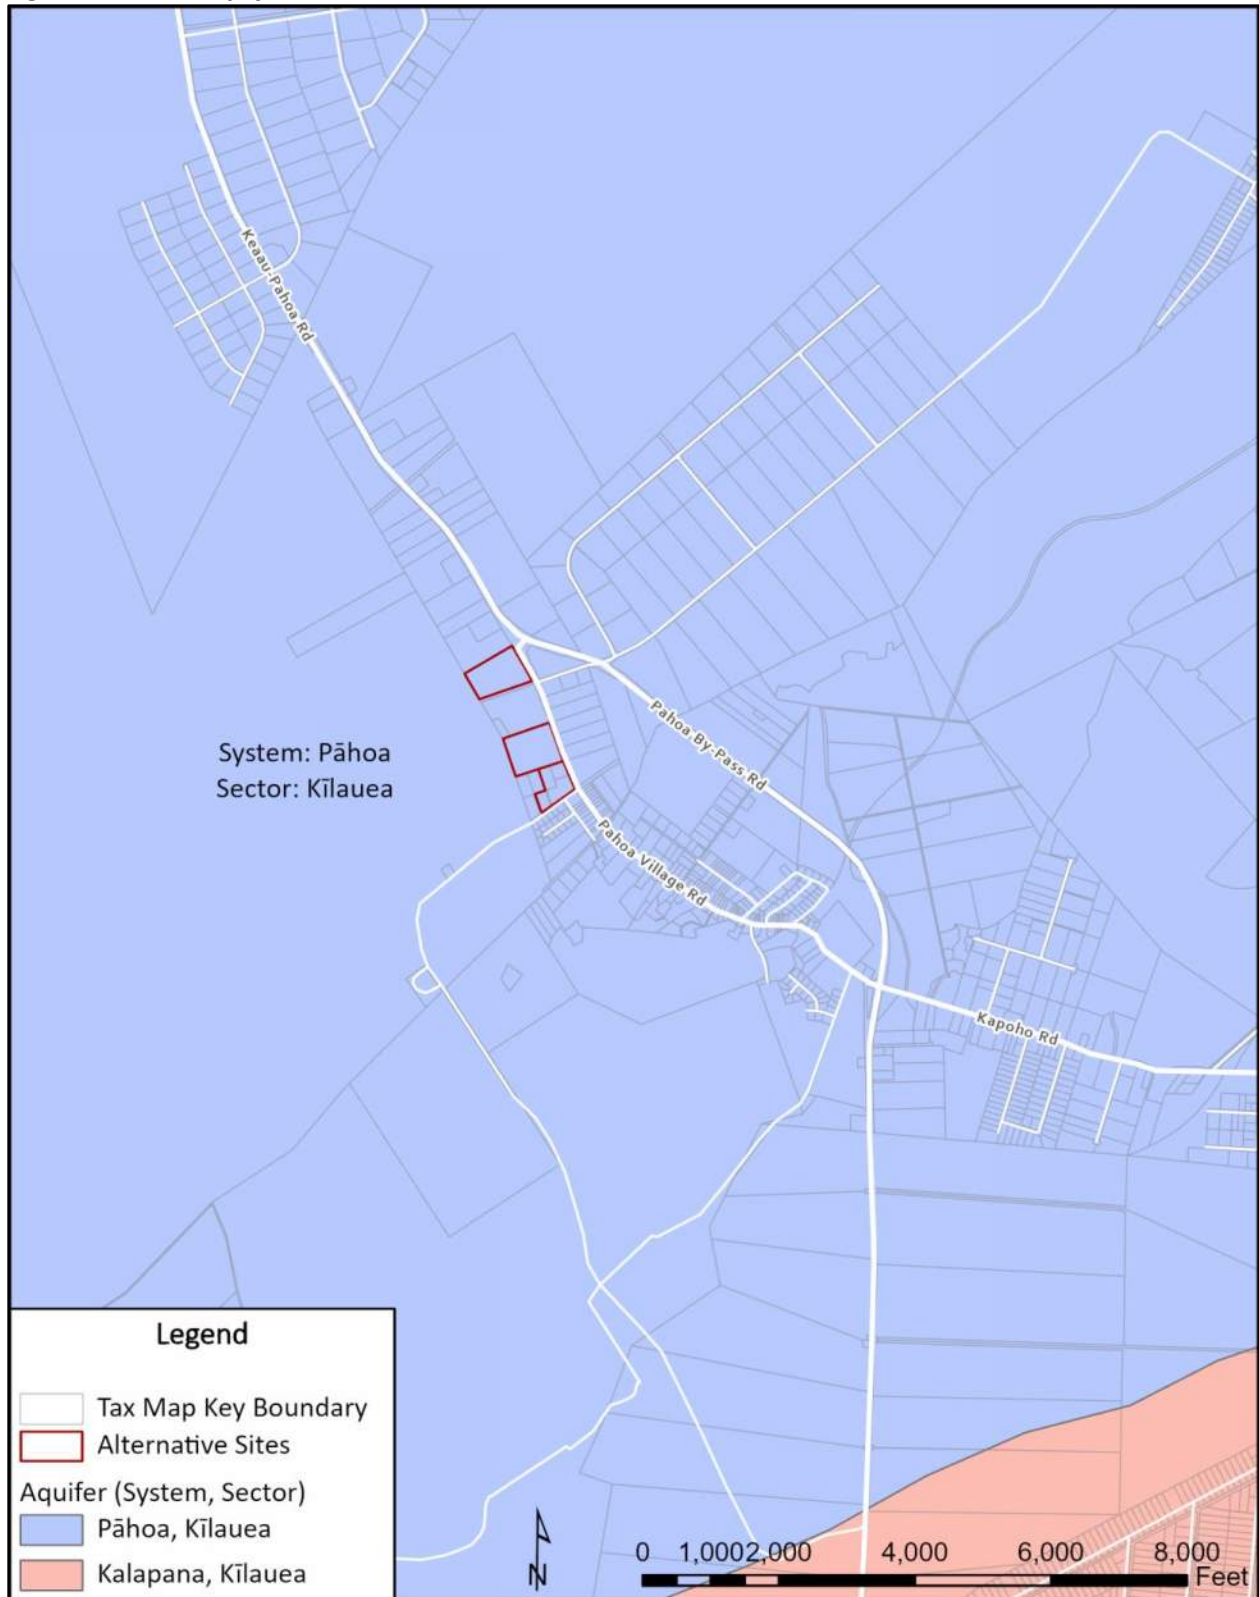 Keaau-Pahoa Rd
Pahoa By-Pass Rd
System: Pāhoa
Sector: Kīlauea
Pahoa Village Rd
Kapoho Rd
Legend
Tax Map Key Boundary
Alternative Sites
Aquifer (System, Sector)
Pāhoa, Kīlauea
Kalapana, Kīlauea
N
0 1,000 2,000 4,000 6,000 8,000
Feet